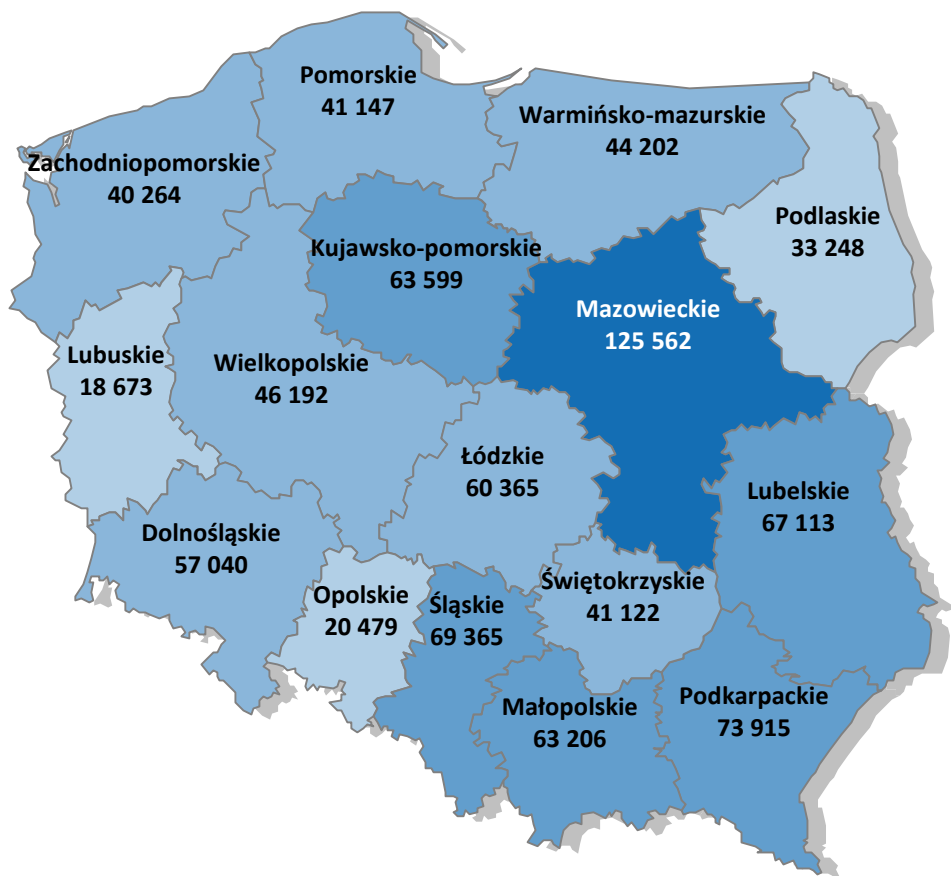 Pomorskie
41 147
Warmińsko-mazurskie
44 202
Zachodniopomorskie
40 264
Podlaskie
33 248
Kujawsko-pomorskie
63 599
Mazowieckie
125 562
Lubuskie
18 673
Wielkopolskie
46 192
Łódzkie
60 365
Lubelskie
67 113
Dolnośląskie
57 040
Opolskie
20 479
Śląskie
69 365
Świętokrzyskie
41 122
Małopolskie
63 206
Podkarpackie
73 915